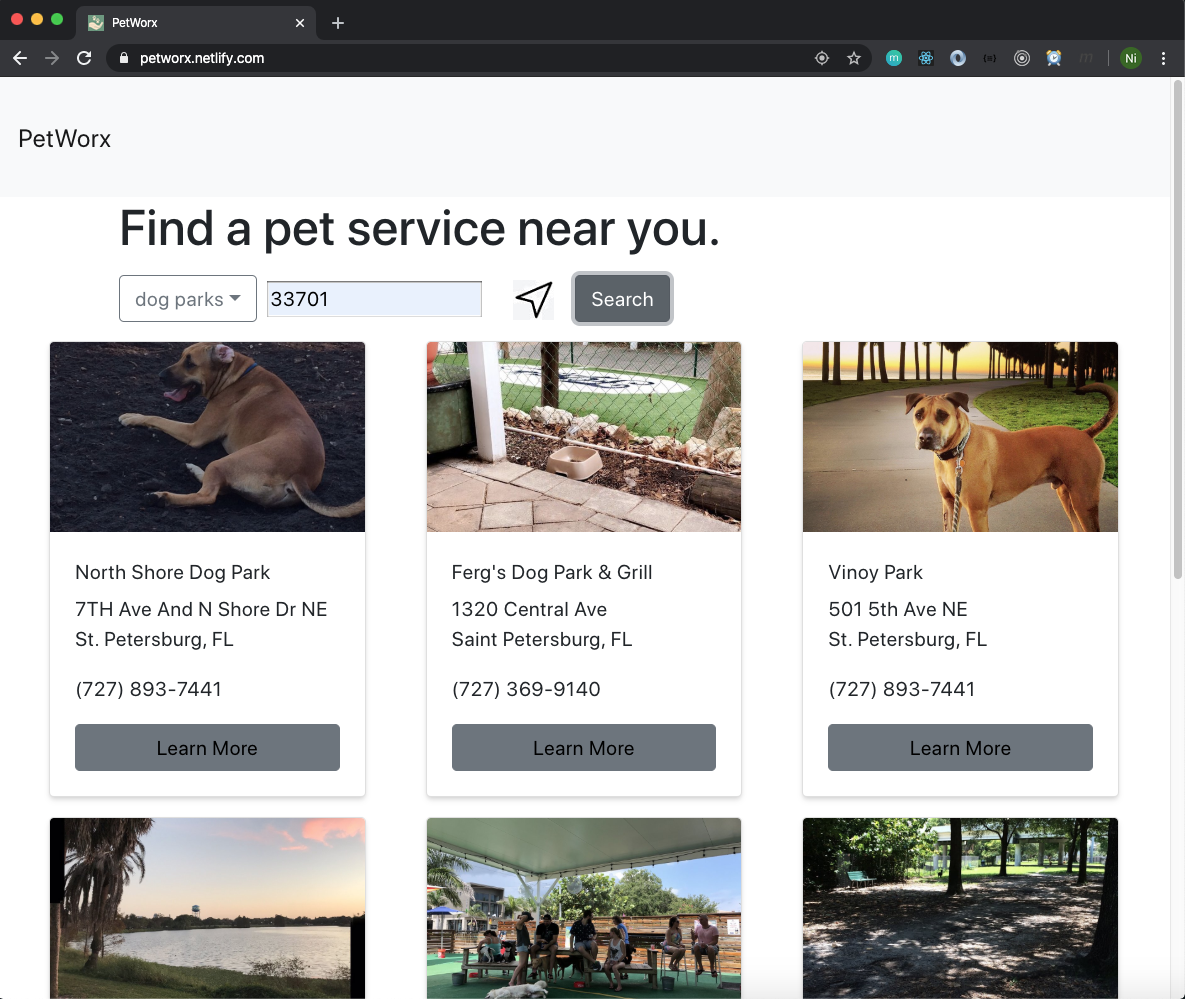 PetWorx
petworx.netlify.com
m
{≡}
m
Ni
PetWorx
Find a pet service near you.
dog parks
33701
Search
North Shore Dog Park
7TH Ave And N Shore Dr NE
St. Petersburg, FL
(727) 893-7441
Learn More
Ferg's Dog Park & Grill
1320 Central Ave
Saint Petersburg, FL
(727) 369-9140
Learn More
Vinoy Park
501 5th Ave NE
St. Petersburg, FL
(727) 893-7441
Learn More